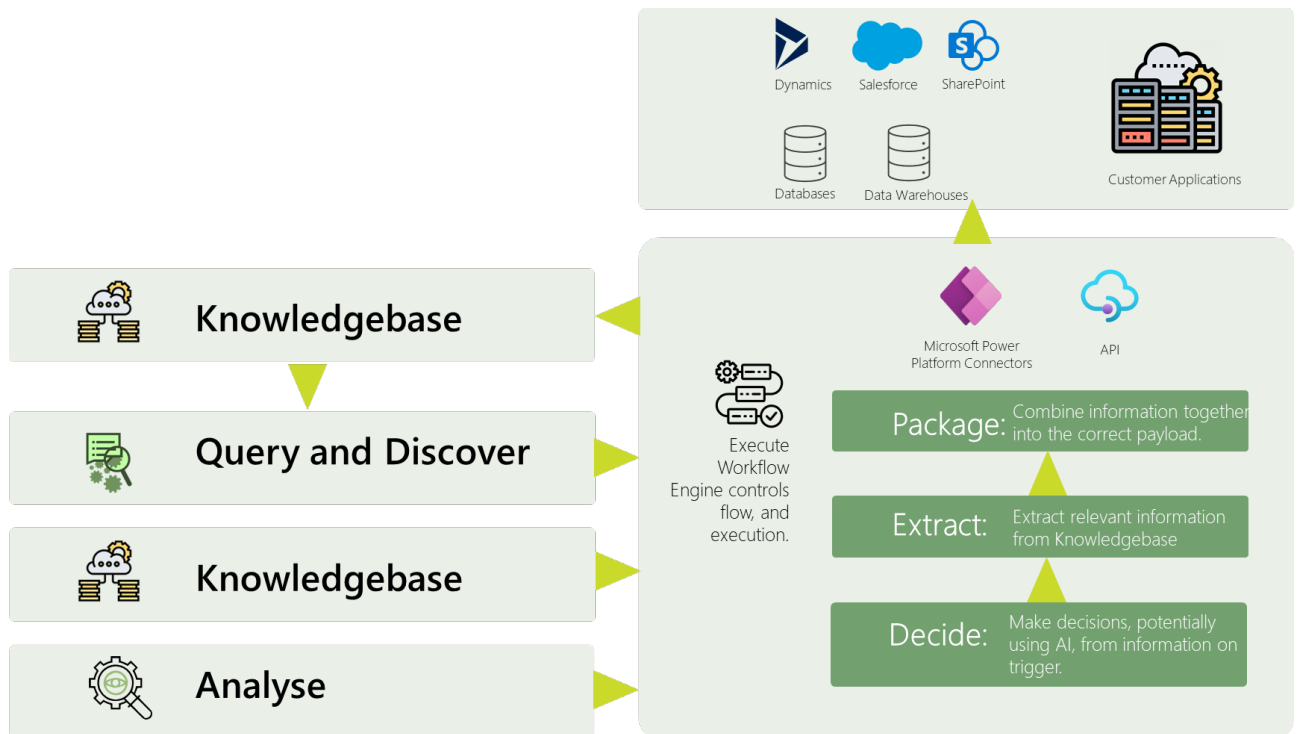 Dynamics
Salesforce
SharePoint
Databases
Data Warehouses
Customer Applications
Knowledgebase
Query and Discover
Knowledgebase
Analyse
Microsoft Power
Platform Connectors
API
Execute
Workflow
Engine controls
flow, and
execution.
Package:
Combine information together
into the correct payload.
Extract:
Extract relevant information
from Knowledgebase
Decide:
Make decisions, potentially
using AI, from information on
trigger.